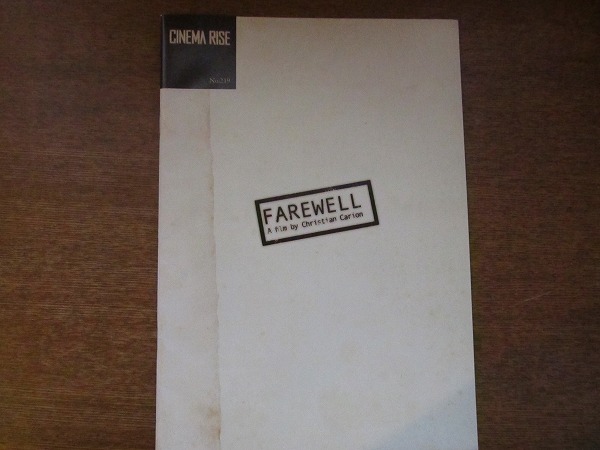 CINEMA RISE
FAREWELL
A film by Christian Carion